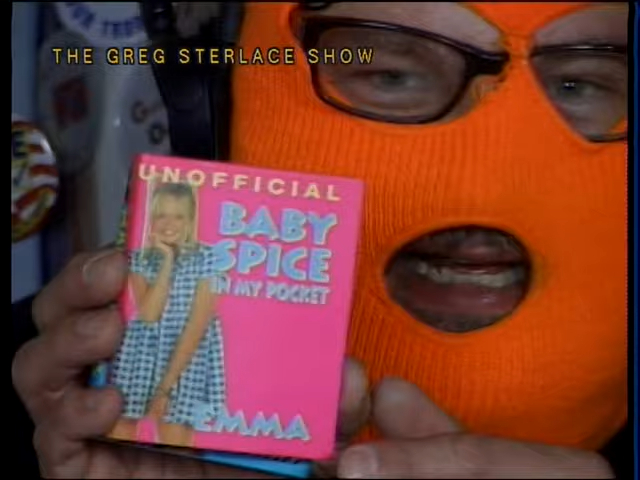 THE GREG STERLACE SHOW
UNOFFICIAL
BABY
SPICE
IN MY POCKET
EMMA